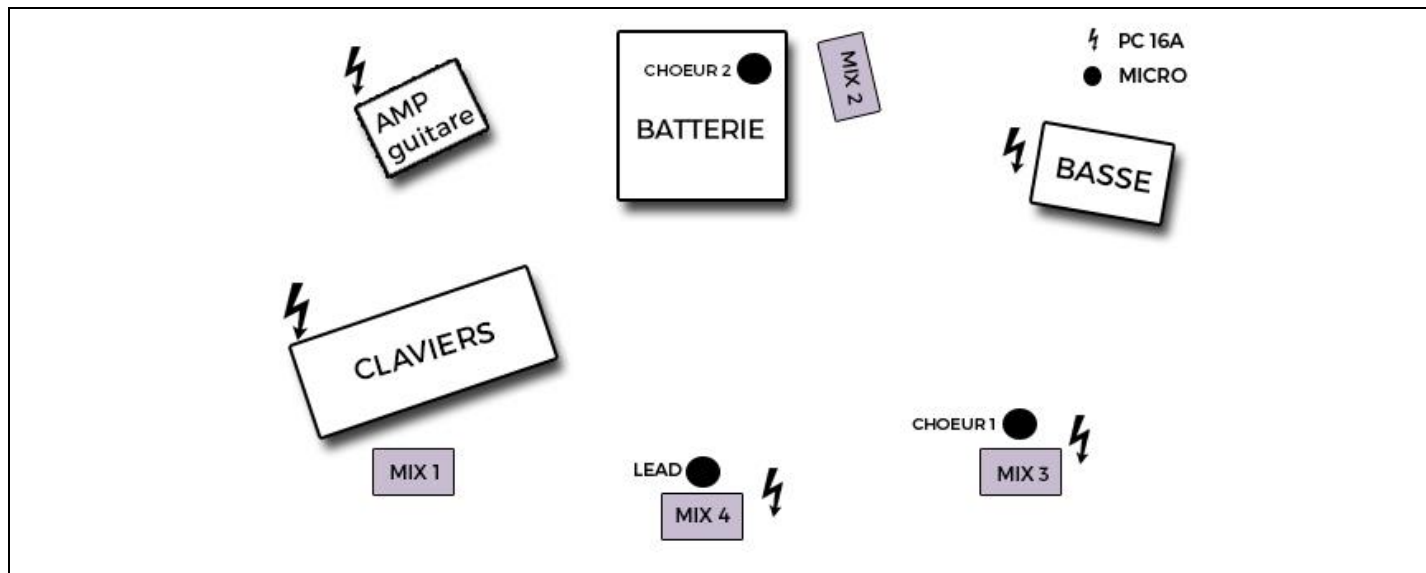 PC 16A
MICRO
AMP
guitare
CHOEUR 2
BATTERIE
MIX 2
BASSE
CLAVIERS
CHOEUR 1
MIX 1
LEAD
MIX 3
MIX 4